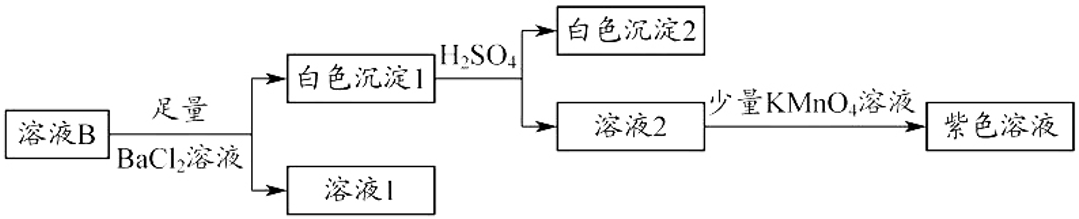 溶液B
足量
BaCl₂溶液
白色沉淀1
溶液1
H₂SO₄
白色沉淀2
溶液2
少量KMnO₄溶液
紫色溶液